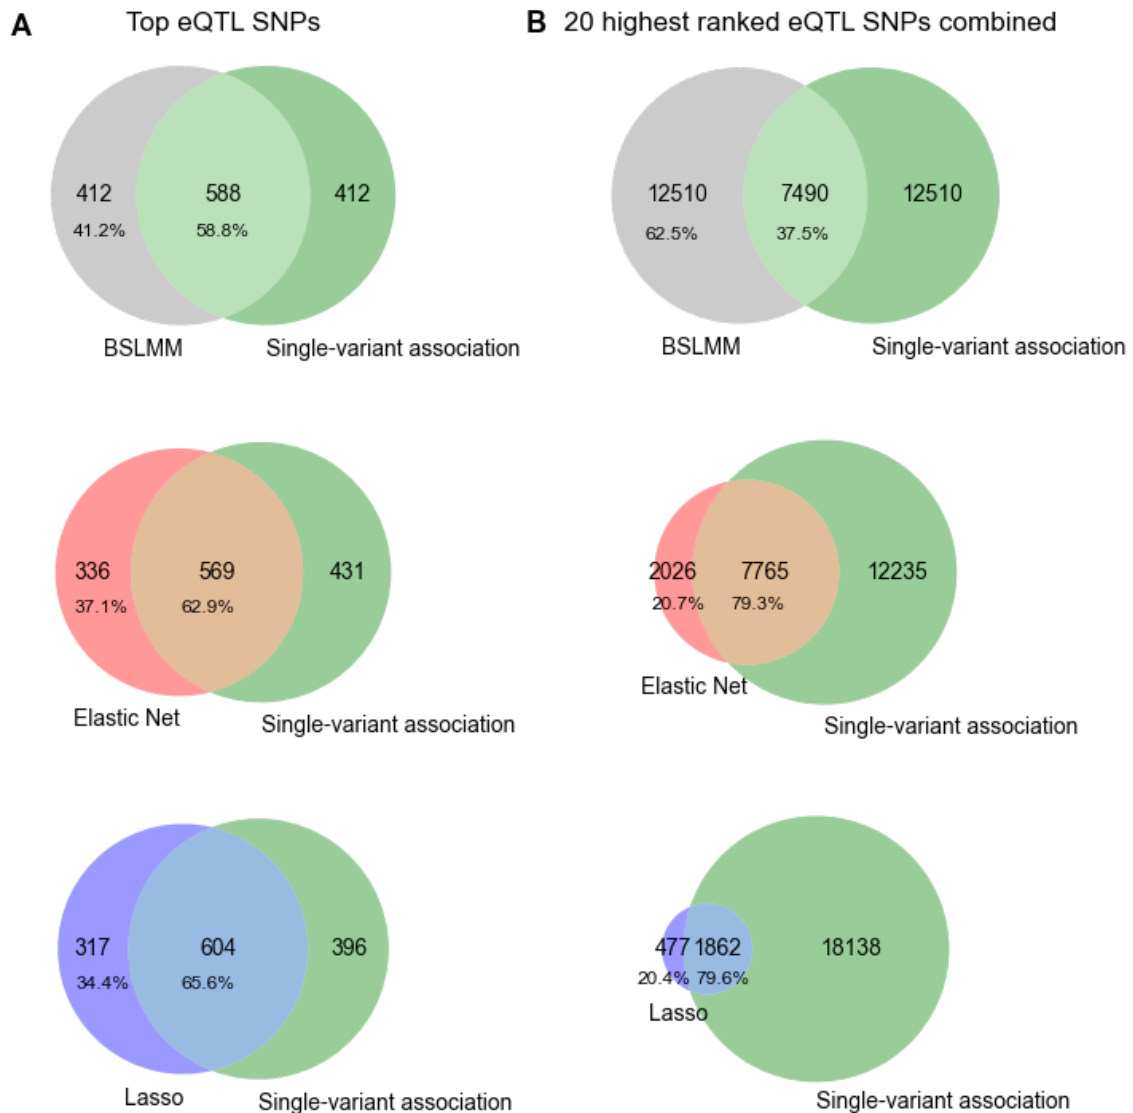 A Top eQTL SNPs
412 588 412
41.2% 58.8%
BSLMM Single-variant association
336 569 431
37.1% 62.9%
Elastic Net Single-variant association
317 604 396
34.4% 65.6%
Lasso Single-variant association
B 20 highest ranked eQTL SNPs combined
12510 7490 12510
62.5% 37.5%
BSLMM Single-variant association
2026 7765 12235
20.7% 79.3%
Elastic Net
Single-variant association
477 1862 18138
20.4% 79.6%
Lasso
Single-variant association